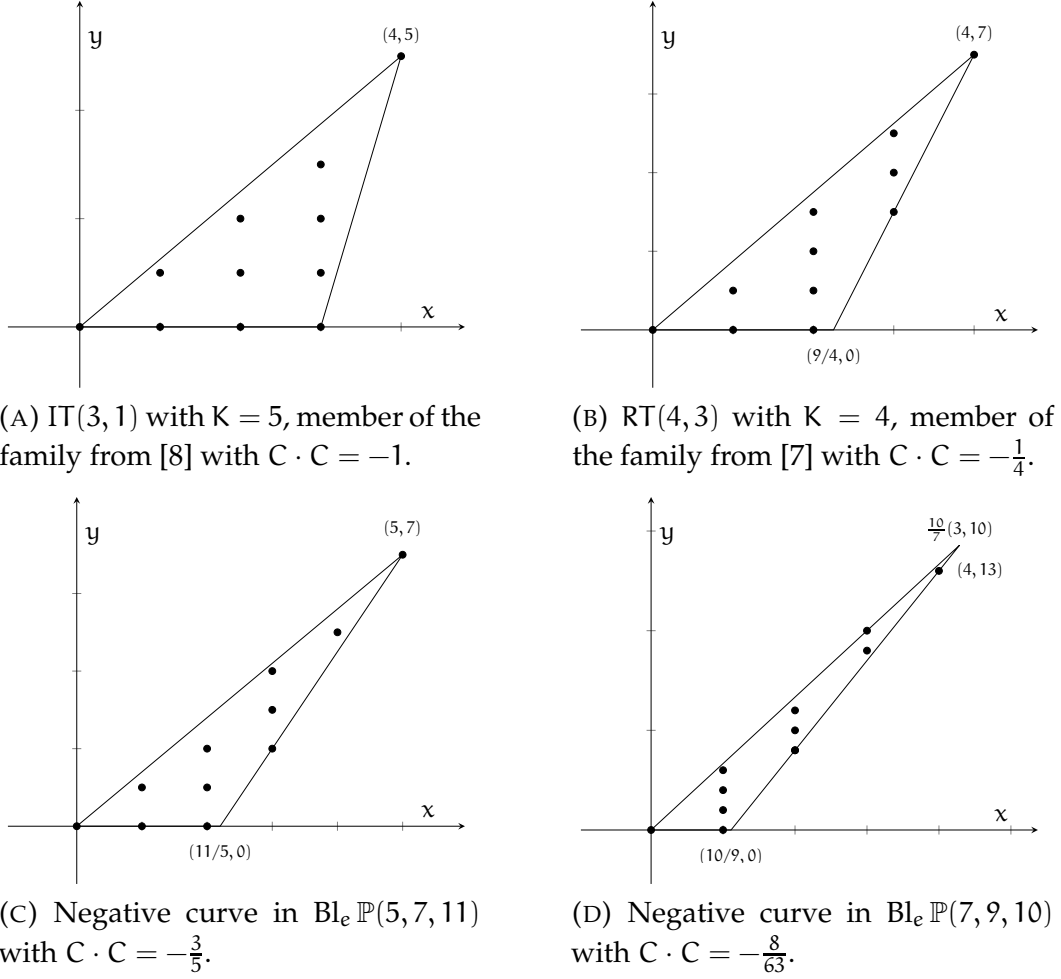 y
(4, 5)
x
y
(4, 7)
x
(9/4, 0)
(A) IT(3, 1) with K = 5, member of the
family from [8] with C · C = −1.
(B) RT(4, 3) with K = 4, member of
the family from [7] with C · C = −1/4.
y
(5, 7)
x
(11/5, 0)
y
10/7 (3, 10)
(4, 13)
x
(10/9, 0)
(C) Negative curve in Blₑ ℙ(5, 7, 11)
with C · C = −3/5.
(D) Negative curve in Blₑ ℙ(7, 9, 10)
with C · C = −8/63.